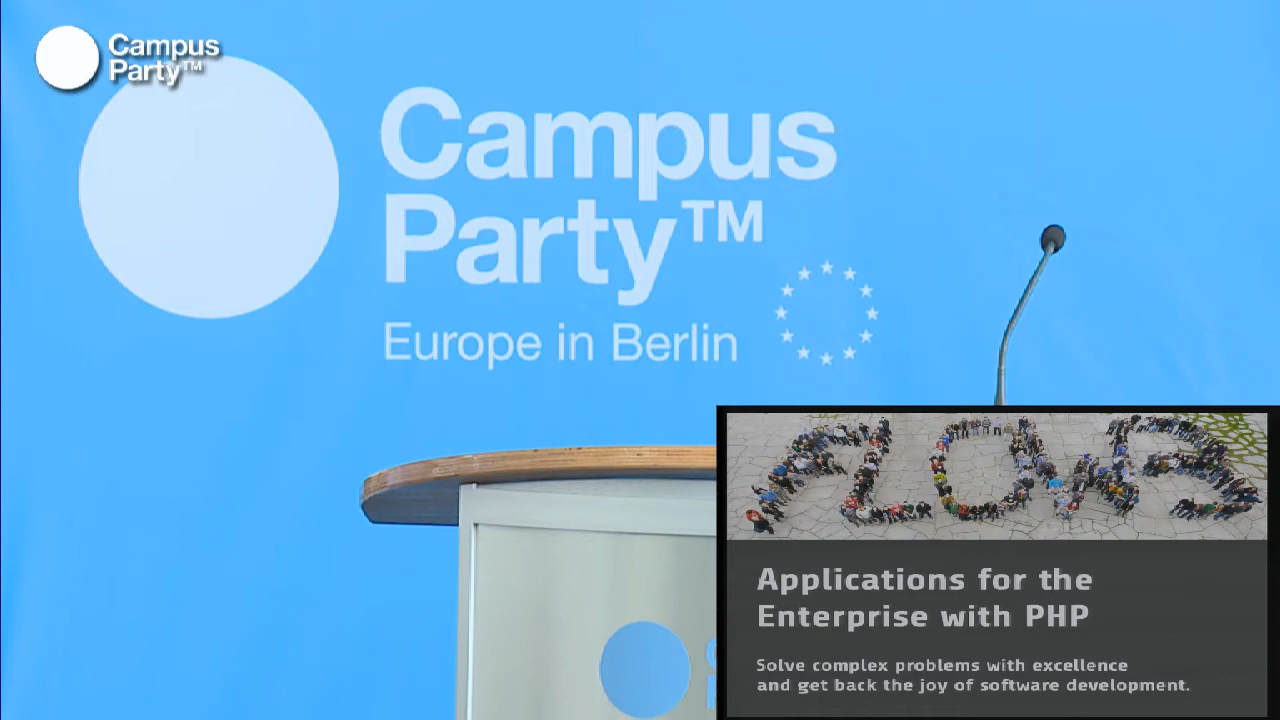 Campus
Party™
Campus
Party™
Europe in Berlin
FLOW3
Applications for the
Enterprise with PHP
Solve complex problems with excellence
and get back the joy of software development.